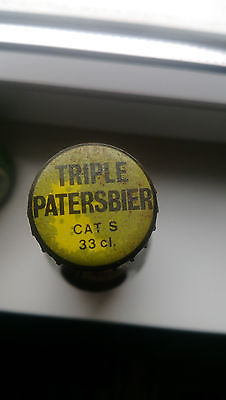 TRIPLE
PATERSBIER
CAT S
33 cl.